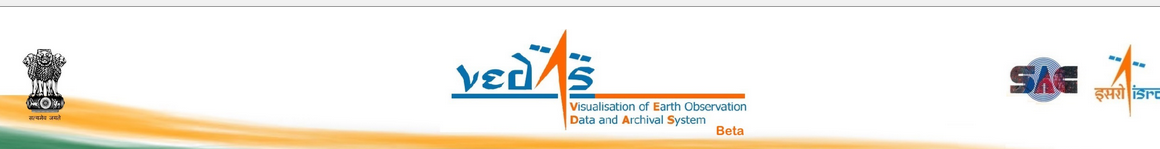 सत्यमेव जयते
vedas
Visualisation of Earth Observation
Data and Archival System
Beta
SAC
इसरो isro